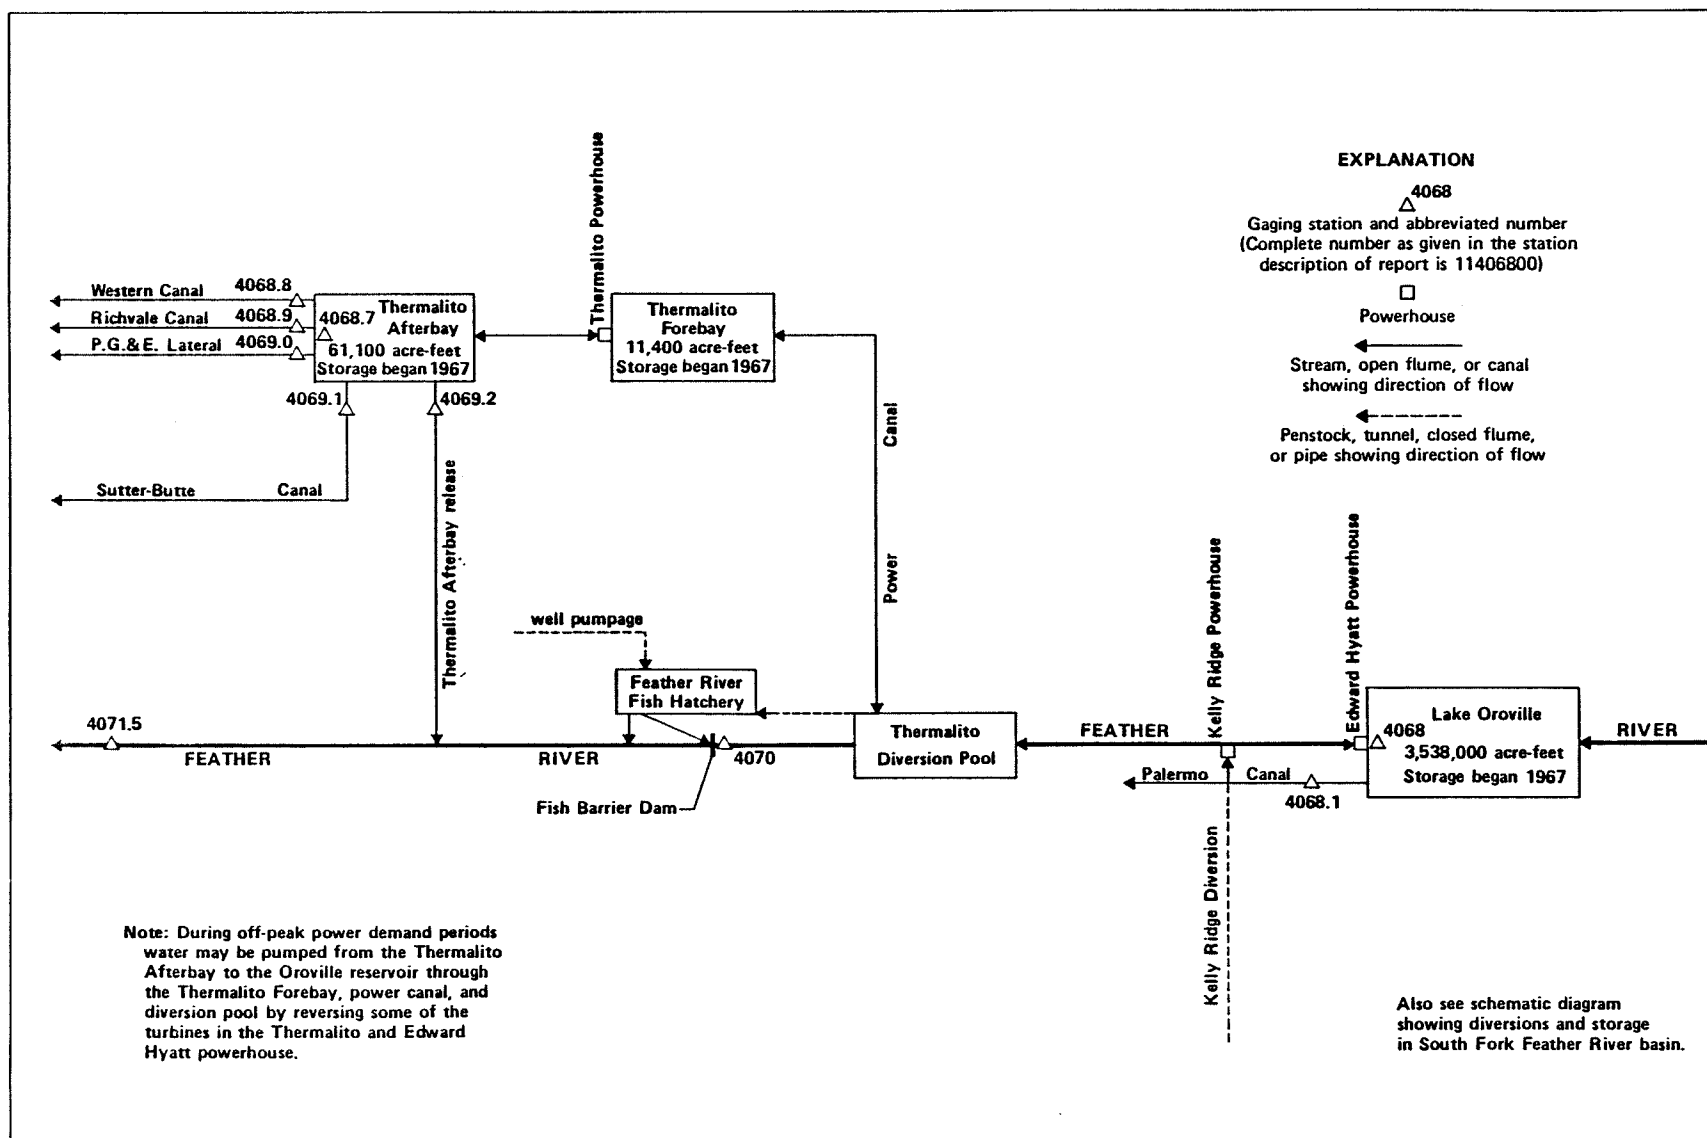 EXPLANATION
4068
Gaging station and abbreviated number
(Complete number as given in the station
description of report is 11406800)
Powerhouse
Stream, open flume, or canal
showing direction of flow
Penstock, tunnel, closed flume,
or pipe showing direction of flow
Thermalito Powerhouse
Western Canal 4068.8
Richvale Canal 4068.9
P.G.&E. Lateral 4069.0
4068.7
Thermalito
Afterbay
61,100 acre-feet
Storage began 1967
Thermalito
Forebay
11,400 acre-feet
Storage began 1967
4069.1
4069.2
Sutter-Butte Canal
Thermalito Afterbay release
Power Canal
well pumpage
Feather River
Fish Hatchery
4071.5
FEATHER RIVER
4070
Fish Barrier Dam
Thermalito
Diversion Pool
FEATHER
Kelly Ridge Powerhouse
Edward Hyatt Powerhouse
Lake Oroville
4068
3,538,000 acre-feet
Storage began 1967
RIVER
Palermo Canal
4068.1
Kelly Ridge Diversion
Note: During off-peak power demand periods
water may be pumped from the Thermalito
Afterbay to the Oroville reservoir through
the Thermalito Forebay, power canal, and
diversion pool by reversing some of the
turbines in the Thermalito and Edward
Hyatt powerhouse.
Also see schematic diagram
showing diversions and storage
in South Fork Feather River basin.